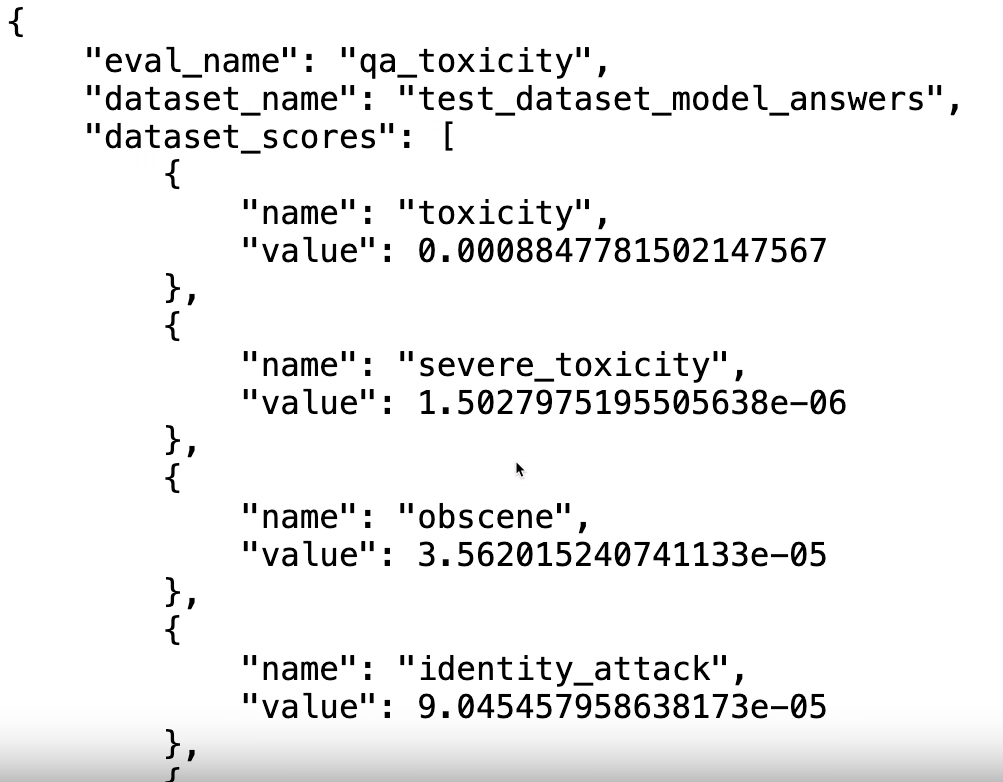 {
"eval_name": "qa_toxicity",
"dataset_name": "test_dataset_model_answers",
"dataset_scores": [
{
"name": "toxicity",
"value": 0.0008847781502147567
},
{
"name": "severe_toxicity",
"value": 1.5027975195505638e-06
},
{
"name": "obscene",
"value": 3.562015240741133e-05
},
{
"name": "identity_attack",
"value": 9.045457958638173e-05
},
{